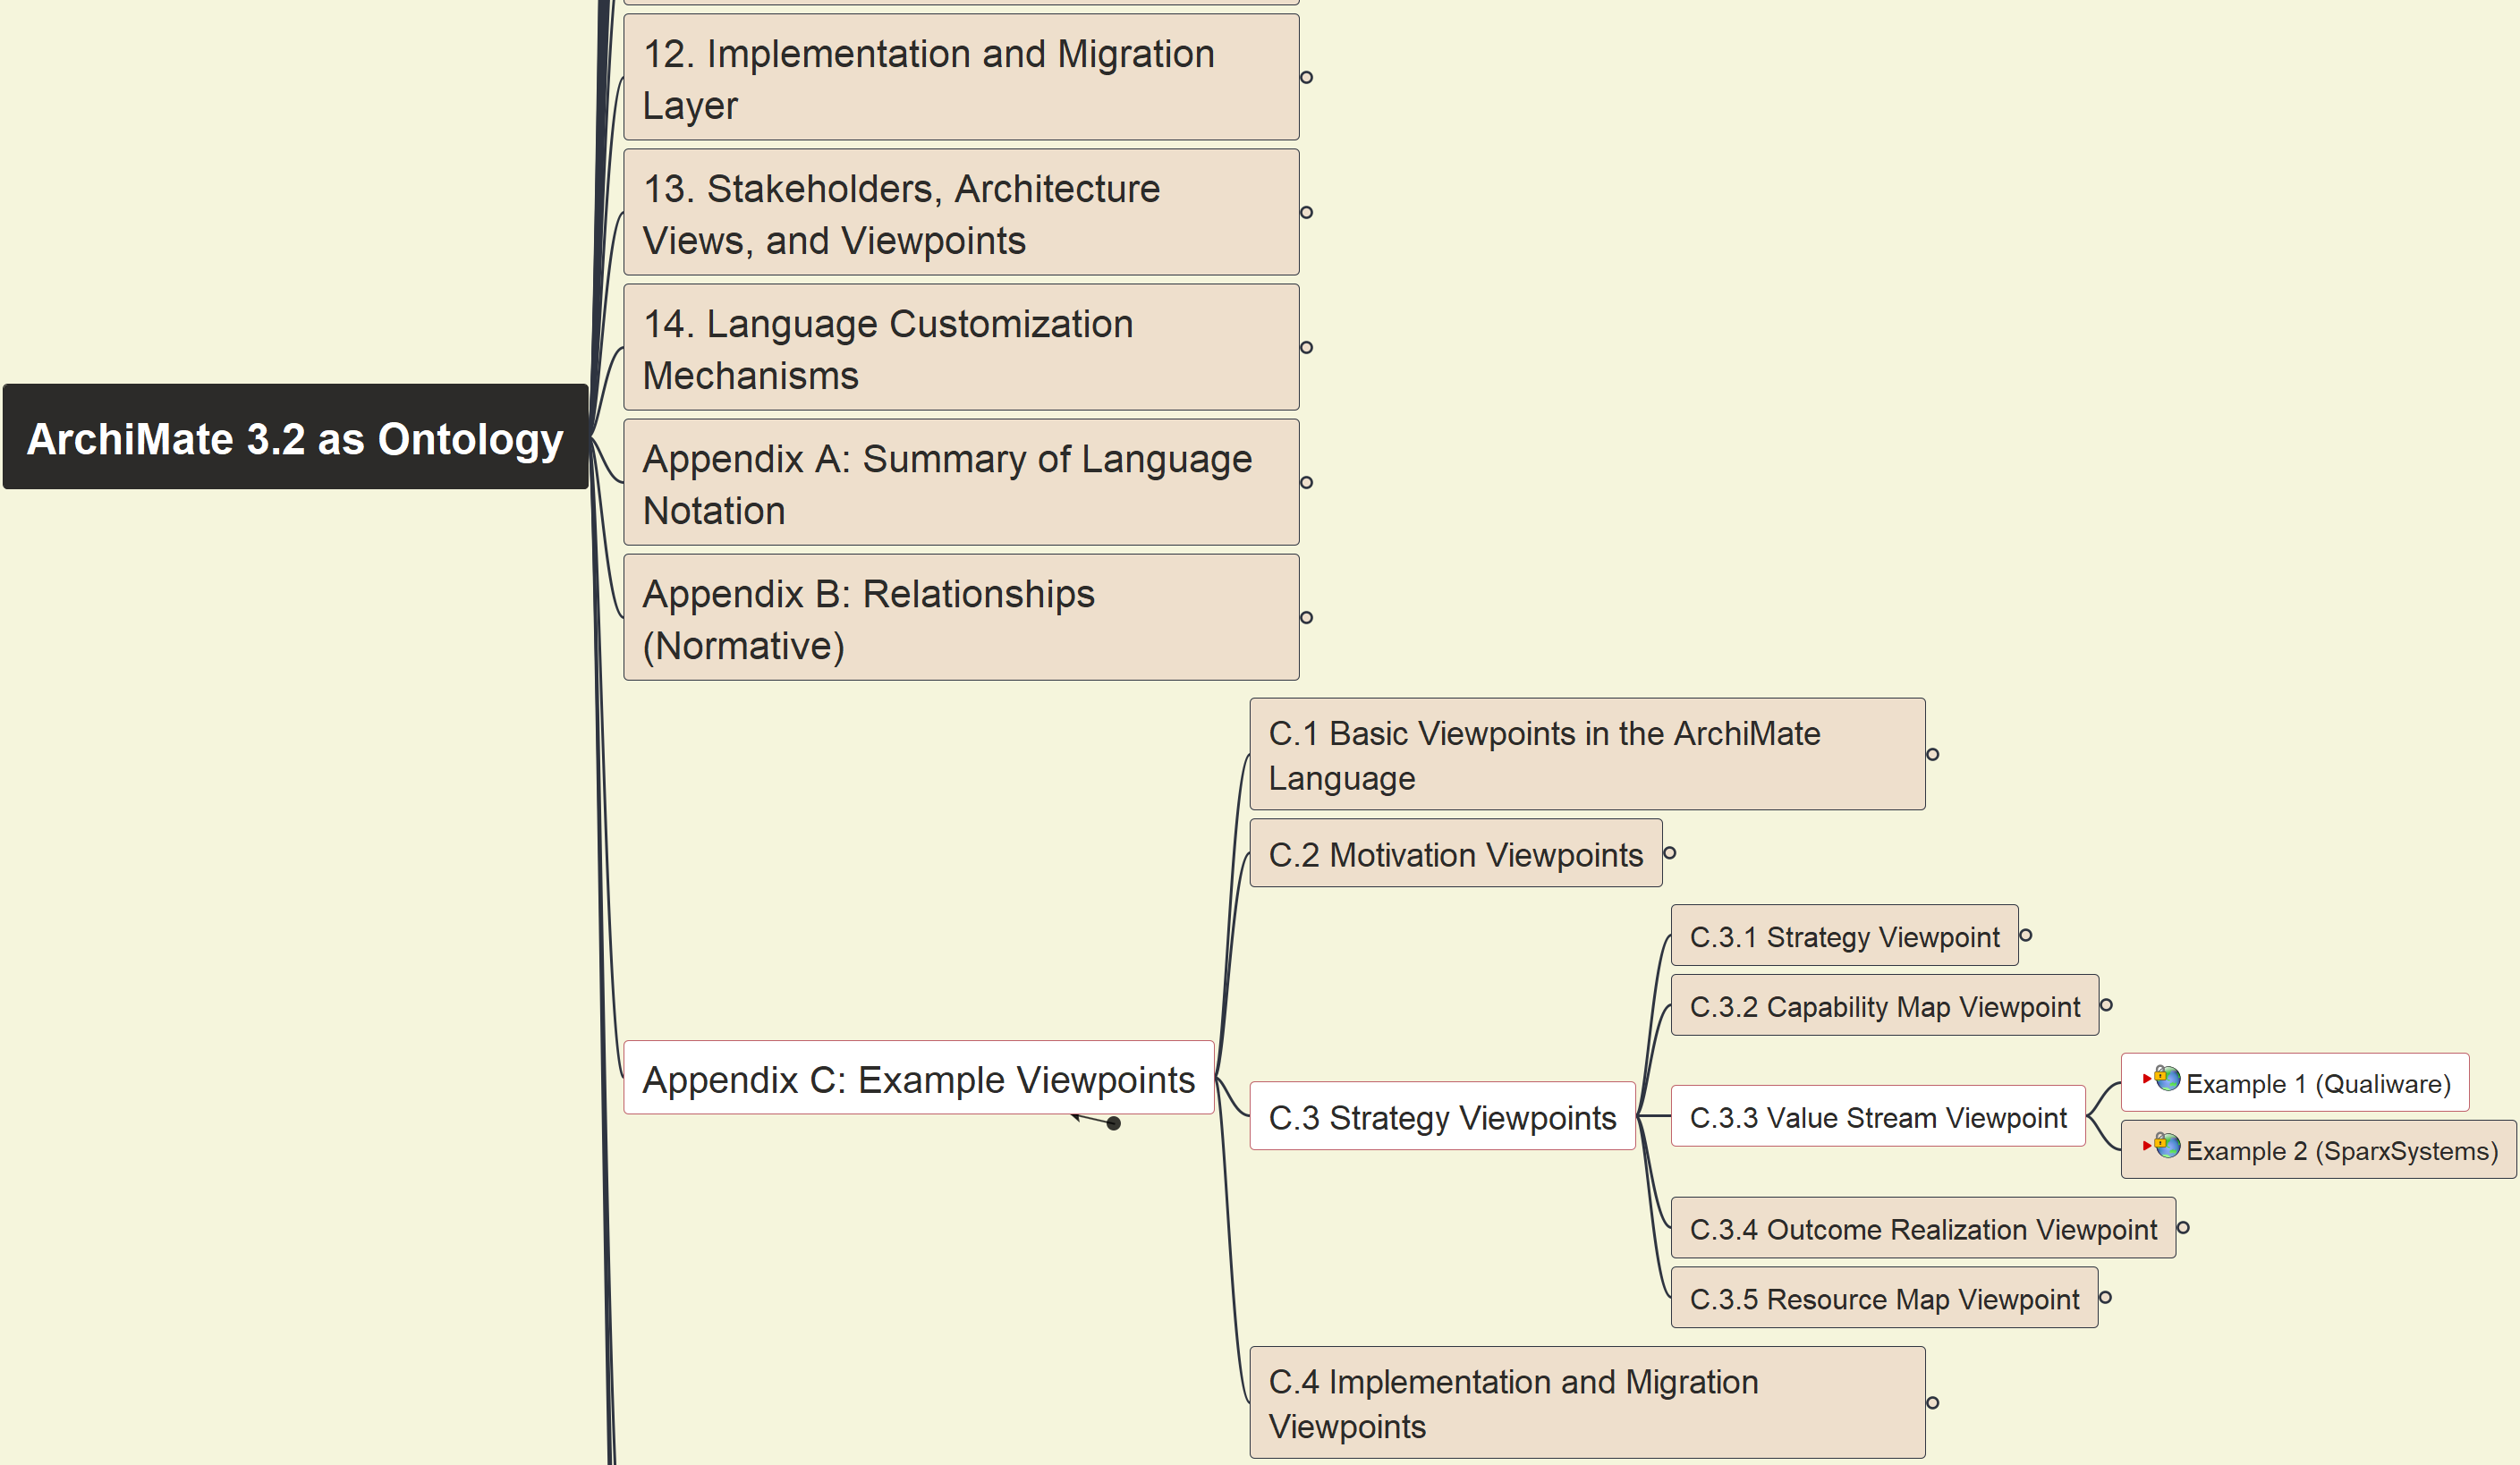 12. Implementation and Migration
Layer
13. Stakeholders, Architecture
Views, and Viewpoints
14. Language Customization
Mechanisms
ArchiMate 3.2 as Ontology
Appendix A: Summary of Language
Notation
Appendix B: Relationships
(Normative)
C.1 Basic Viewpoints in the ArchiMate
Language
C.2 Motivation Viewpoints
C.3.1 Strategy Viewpoint
C.3.2 Capability Map Viewpoint
Appendix C: Example Viewpoints
C.3 Strategy Viewpoints
C.3.3 Value Stream Viewpoint
Example 1 (Qualiware)
Example 2 (SparxSystems)
C.3.4 Outcome Realization Viewpoint
C.3.5 Resource Map Viewpoint
C.4 Implementation and Migration
Viewpoints